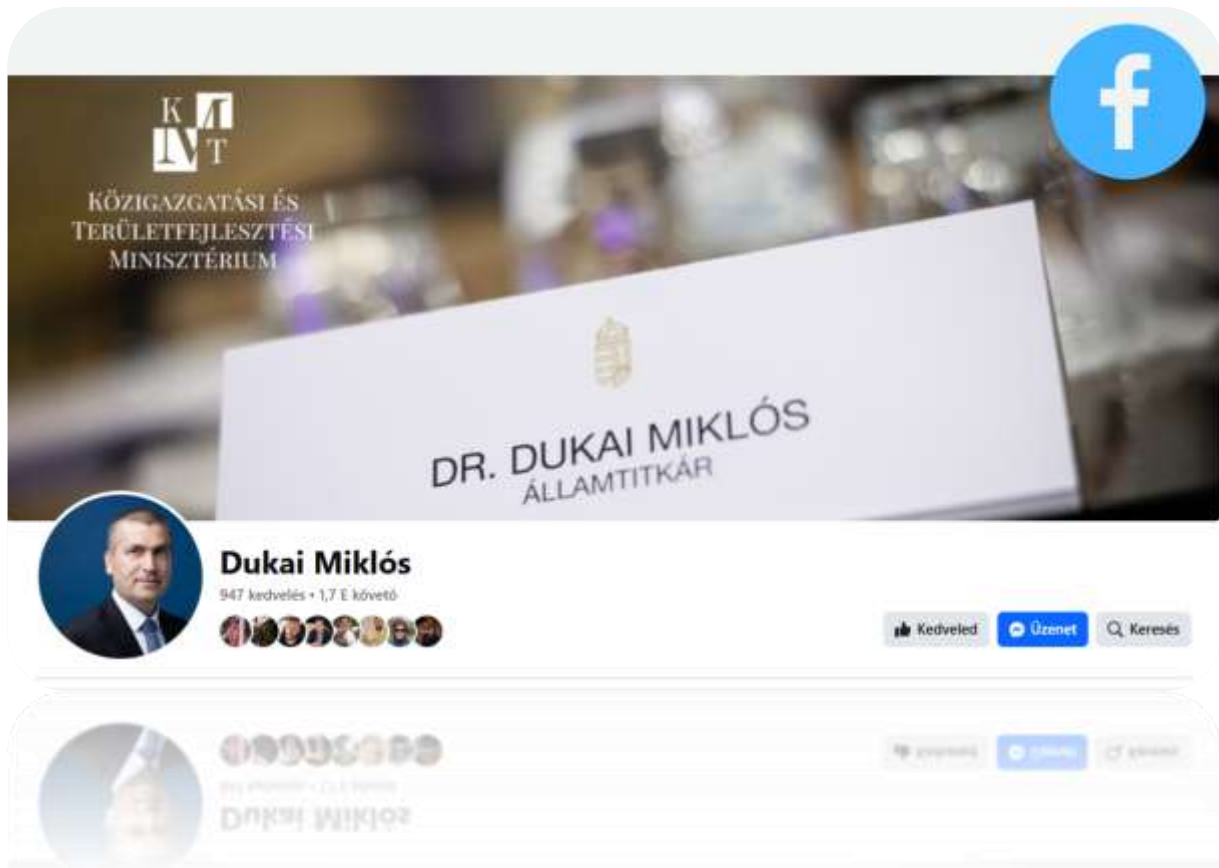 K
T
KÖZIGAZGATÁSI ÉS
TERÜLETFEJLESZTÉSI
MINISZTÉRIUM
f
DR. DUKAI MIKLÓS
ÁLLAMTITKÁR
Dukai Miklós
947 kedvelés • 1,7 E követő
Kedveled
Üzenet
Keresés